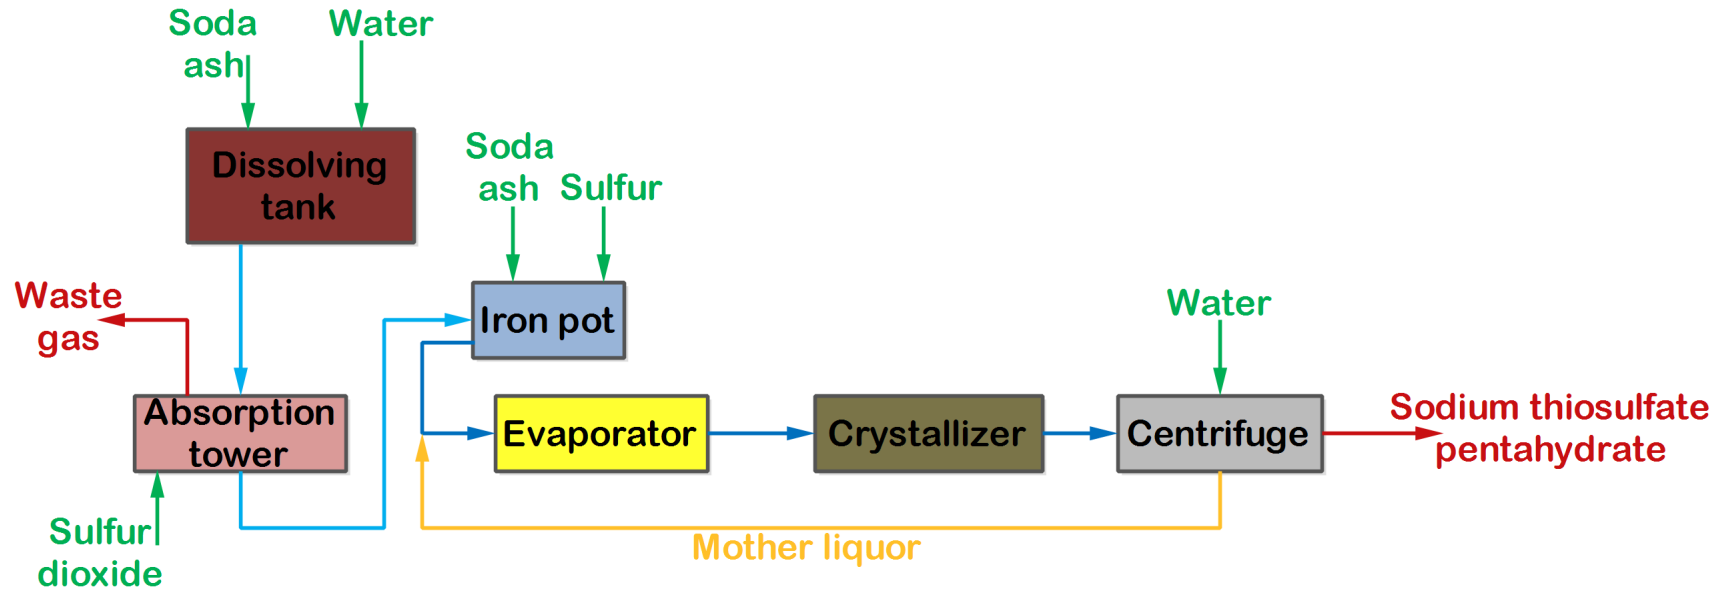 Soda
ash
Water
Dissolving
tank
Soda
ash
Sulfur
Waste
gas
Iron pot
Water
Absorption
tower
Evaporator
Crystallizer
Centrifuge
Sodium thiosulfate
pentahydrate
Sulfur
dioxide
Mother liquor